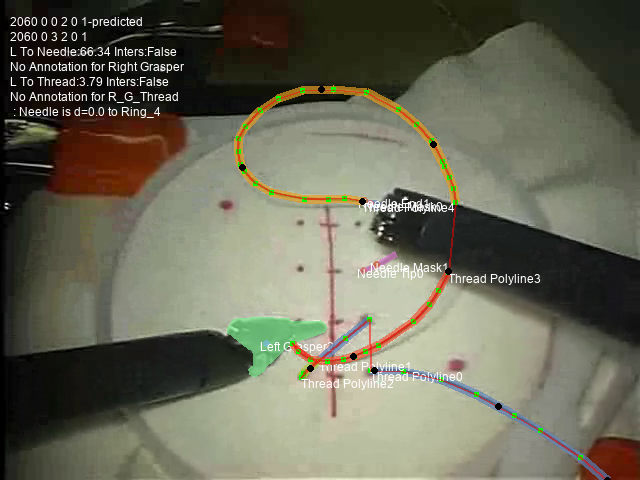 2060 0 0 2 0 1-predicted
2060 0 3 2 0 1
L To Needle:66.34 Inters:False
No Annotation for Right Grasper
L To Thread:3.79 Inters:False
No Annotation for R_G_Thread
: Needle is d=0.0 to Ring_4
Thread Polyline4
Needle Mask1
Needle Tip0
Thread Polyline3
Left Grasper
Thread Polyline1
Thread Polyline0
Thread Polyline2